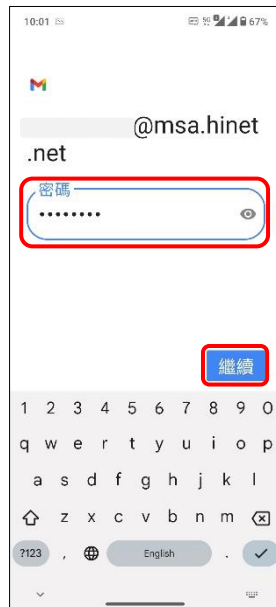 10:01 5G 67%
@msa.hinet
.net
密碼
••••••••
繼續
1 2 3 4 5 6 7 8 9 0
q w e r t y u i o p
a s d f g h j k l
z x c v b n m
?123 , English .